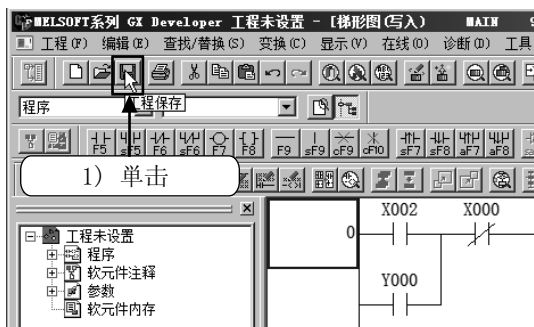 MELSOFT系列 GX Developer 工程未设置 - [梯形图(写入) MAIN 9
工程(F) 编辑(E) 查找/替换(S) 变换(C) 显示(V) 在线(O) 诊断(D) 工具
工程保存
程序
F5 sF5 F6 sF6 F7 F8 F9 sF9 cF9 cF10 sF7 sF8 aF7 aF8
1) 単击
工程未设置
程序
软元件注释
参数
软元件内存
X002 X000
0
Y000